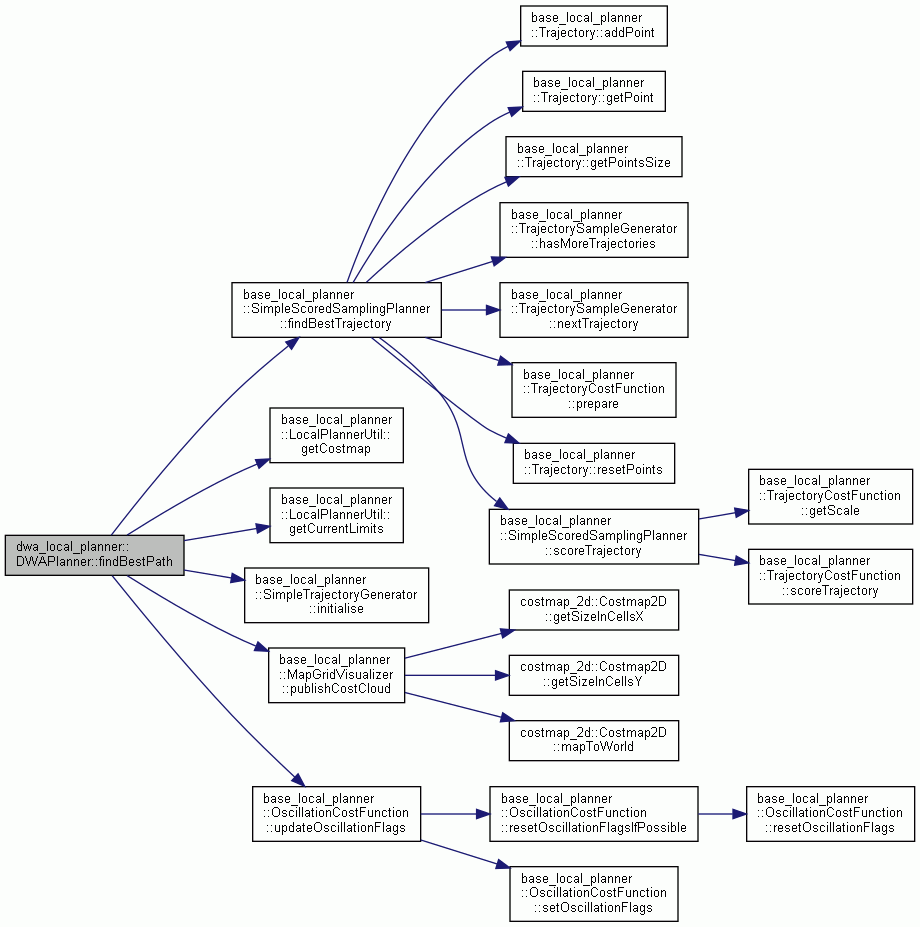 base_local_planner
::Trajectory::addPoint
base_local_planner
::Trajectory::getPoint
base_local_planner
::Trajectory::getPointsSize
base_local_planner
::TrajectorySampleGenerator
::hasMoreTrajectories
base_local_planner
::SimpleScoredSamplingPlanner
::findBestTrajectory
base_local_planner
::TrajectorySampleGenerator
::nextTrajectory
base_local_planner
::TrajectoryCostFunction
::prepare
base_local_planner
::LocalPlannerUtil::
getCostmap
base_local_planner
::Trajectory::resetPoints
base_local_planner
::TrajectoryCostFunction
::getScale
base_local_planner
::LocalPlannerUtil::
getCurrentLimits
base_local_planner
::SimpleScoredSamplingPlanner
::scoreTrajectory
dwa_local_planner::
DWAPlanner::findBestPath
base_local_planner
::TrajectoryCostFunction
::scoreTrajectory
base_local_planner
::SimpleTrajectoryGenerator
::initialise
costmap_2d::Costmap2D
::getSizeInCellsX
base_local_planner
::MapGridVisualizer
::publishCostCloud
costmap_2d::Costmap2D
::getSizeInCellsY
costmap_2d::Costmap2D
::mapToWorld
base_local_planner
::OscillationCostFunction
::updateOscillationFlags
base_local_planner
::OscillationCostFunction
::resetOscillationFlagsIfPossible
base_local_planner
::OscillationCostFunction
::resetOscillationFlags
base_local_planner
::OscillationCostFunction
::setOscillationFlags